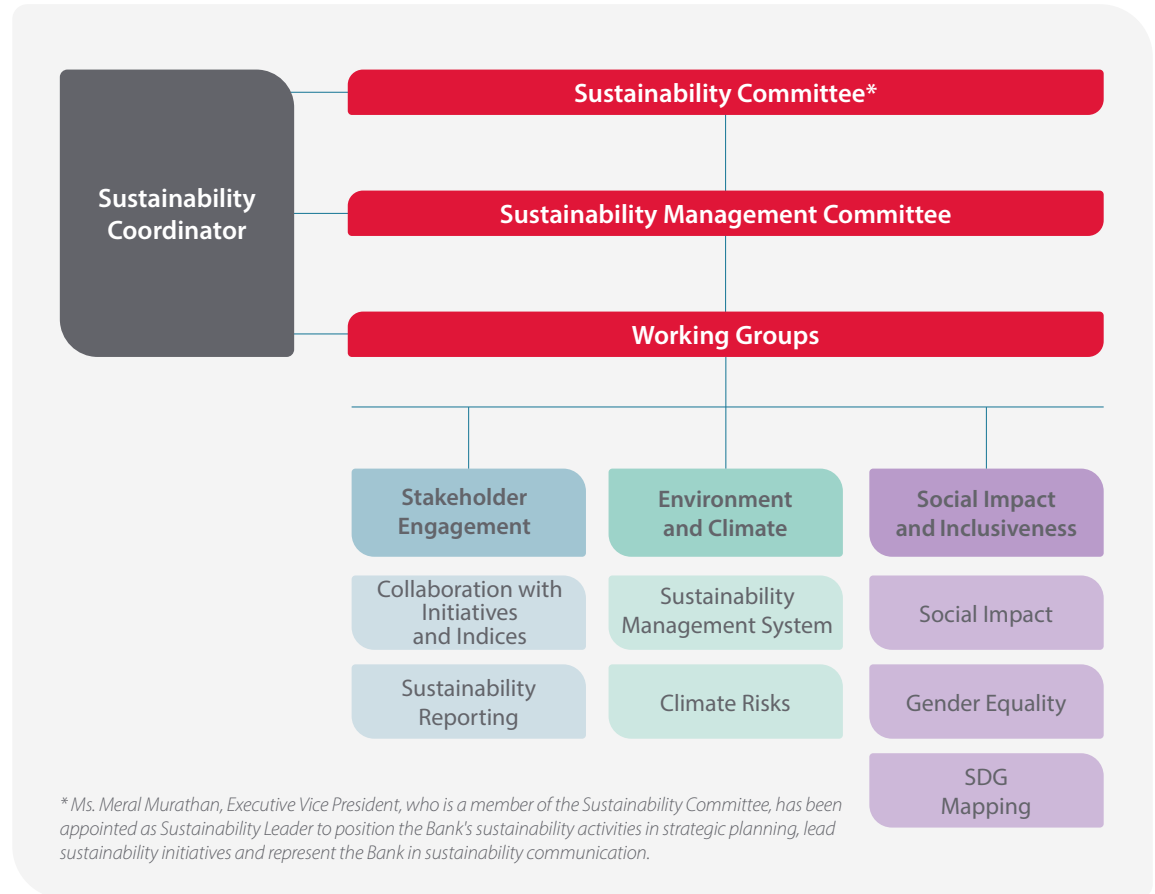 Sustainability
Coordinator
Sustainability Committee*
Sustainability Management Committee
Working Groups
Stakeholder
Engagement
Collaboration with
Initiatives
and Indices
Sustainability
Reporting
Environment
and Climate
Sustainability
Management System
Climate Risks
Social Impact
and Inclusiveness
Social Impact
Gender Equality
SDG
Mapping
* Ms. Meral Murathan, Executive Vice President, who is a member of the Sustainability Committee, has been
appointed as Sustainability Leader to position the Bank's sustainability activities in strategic planning, lead
sustainability initiatives and represent the Bank in sustainability communication.